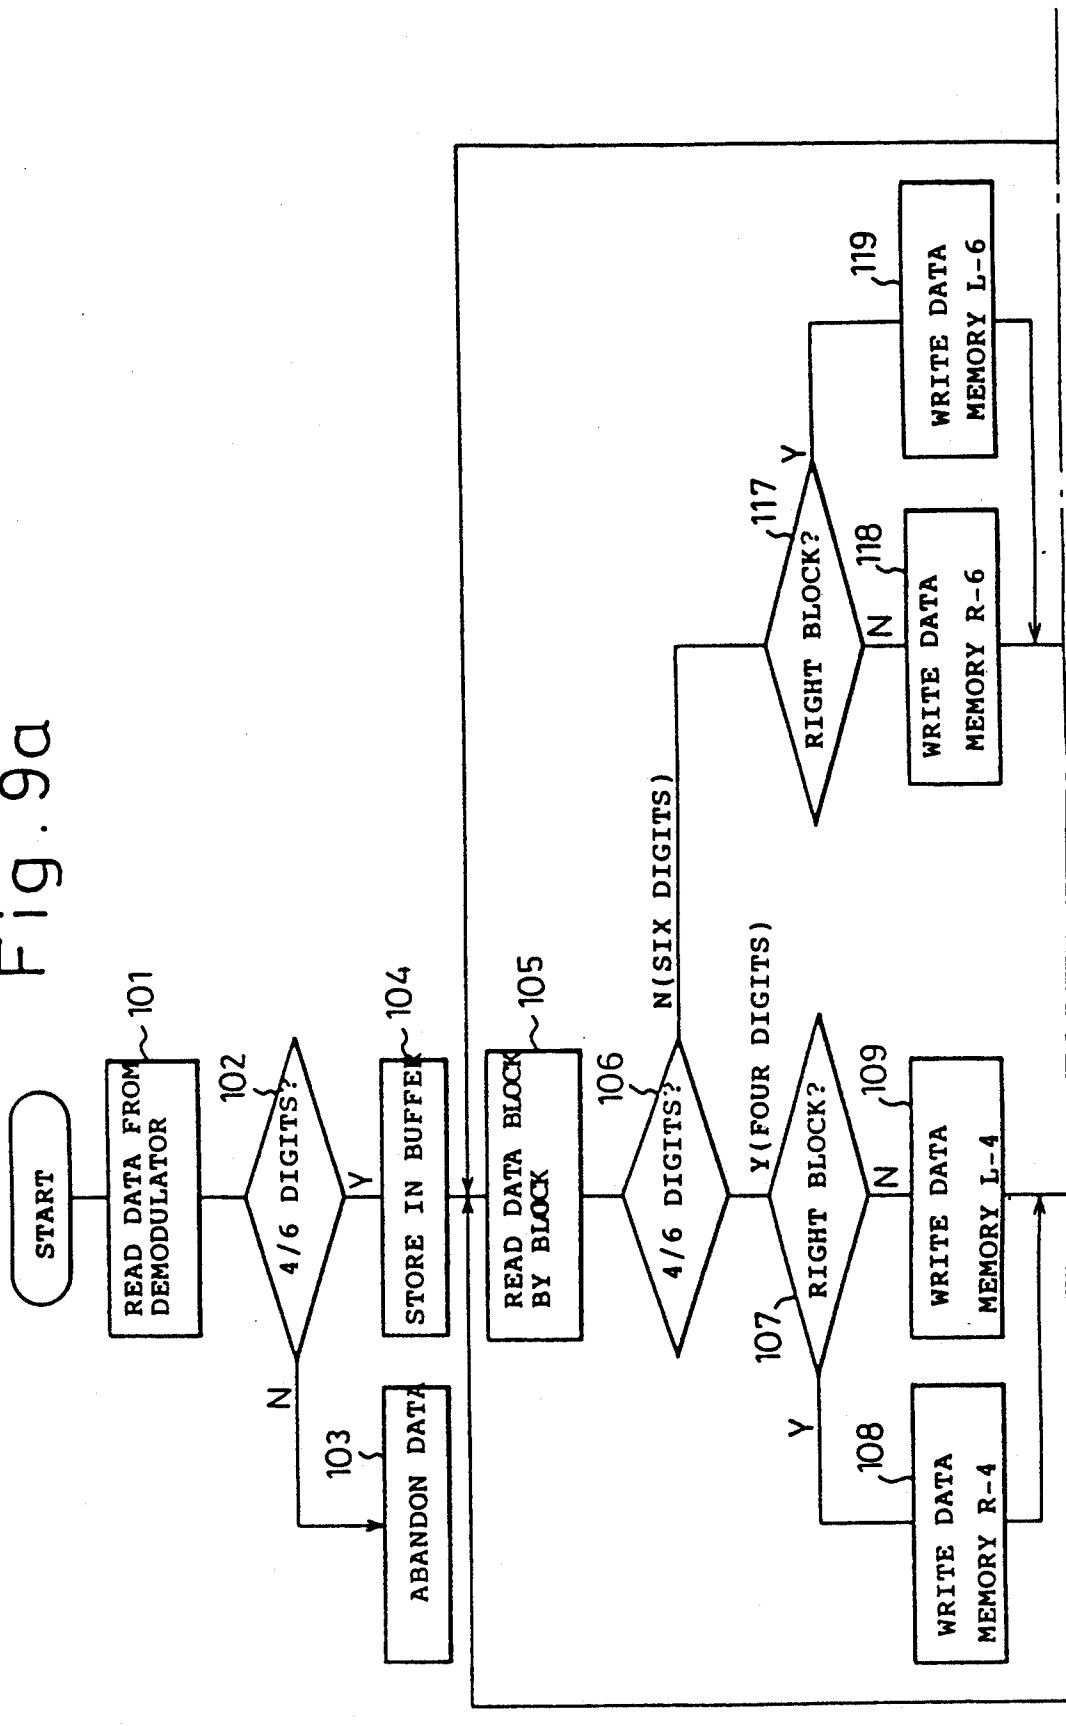 Fig. 9a
START
READ DATA FROM
DEMODULATOR
101
4/6 DIGITS?
102
N
Y
ABANDON DATA
103
STORE IN BUFFER
104
READ DATA BLOCK
BY BLOCK
105
4/6 DIGITS?
106
N(SIX DIGITS)
Y(FOUR DIGITS)
RIGHT BLOCK?
107
Y
N
WRITE DATA
MEMORY R-4
108
WRITE DATA
MEMORY L-4
109
RIGHT BLOCK?
117
Y
N
WRITE DATA
MEMORY R-6
118
WRITE DATA
MEMORY L-6
119